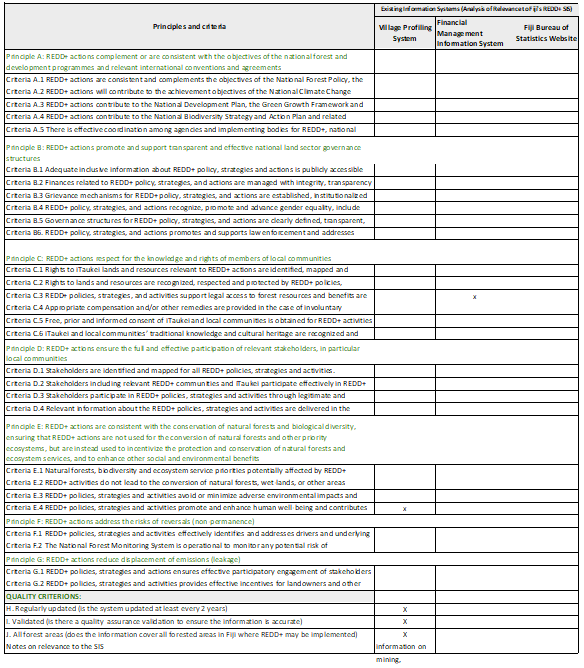 Existing Information Systems (Analysis of Relevance to Fiji's REDD+ SIS)
Principles and criteria
Village Profiling System
Financial Management Information System
Fiji Bureau of Statistics Website
Principle A: REDD+ actions complement or are consistent with the objectives of the national forest and
development programmes and relevant international conventions and agreements
Criteria A.1 REDD+ actions are consistent and complements the objectives of the National Forest Policy, the
Criteria A.2 REDD+ actions will contribute to the achievement objectives of the National Climate Change
Criteria A.3 REDD+ actions contribute to the National Development Plan, the Green Growth Framework and
Criteria A.4 REDD+ actions contribute to the National Biodiversity Strategy and Action Plan and related
Criteria A.5 There is effective coordination among agencies and implementing bodies for REDD+, national
Principle B: REDD+ actions promote and support transparent and effective national land sector governance
structures
Criteria B.1 Adequate inclusive information about REDD+ policy, strategies and actions is publicly accessible
Criteria B.2 Finances related to REDD+ policy, strategies, and actions are managed with integrity, transparency
Criteria B.3 Grievance mechanisms for REDD+ policy, strategies, and actions are established, institutionalized
Criteria B.4 REDD+ policy, strategies, and actions recognize, promote and advance gender equality, include
Criteria B.5 Governance structures for REDD+ policy, strategies, and actions are clearly defined, transparent,
Criteria B6. REDD+ policy, strategies, and actions promotes and supports law enforcement and addresses
Principle C: REDD+ actions respect for the knowledge and rights of members of local communities
Criteria C.1 Rights to iTaukei lands and resources relevant to REDD+ actions are identified, mapped and
Criteria C.2 Rights to lands and resources are recognized, respected and protected by REDD+ policies,
Criteria C.3 REDD+ policies, strategies, and activities support legal access to forest resources and benefits are
x
Criteria C.4 Appropriate compensation and/or other remedies are provided in the case of involuntary
Criteria C.5 Free, prior and informed consent of iTaukei and local communities is obtained for REDD+ activities
Criteria C.6 iTaukei and local communities' traditional knowledge and cultural heritage are recognized and
Principle D: REDD+ actions ensure the full and effective participation of relevant stakeholders, in particular
local communities
Criteria D.1 Stakeholders are identified and mapped for all REDD+ policies, strategies and activities.
Criteria D.2 Stakeholders including relevant REDD+ communities and iTaukei participate effectively in REDD+
Criteria D.3 Stakeholders participate in REDD+ policies, strategies and activities through legitimate and
Criteria D.4 Relevant information about the REDD+ policies, strategies and activities are delivered in the
Principle E: REDD+ actions are consistent with the conservation of natural forests and biological diversity,
ensuring that REDD+ actions are not used for the conversion of natural forests and other priority
ecosystems, but are instead used to incentivize the protection and conservation of natural forests and
ecosystem services, and to enhance other social and environmental benefits
Criteria E.1 Natural forests, biodiversity and ecosystem service priorities potentially affected by REDD+
Criteria E.2 REDD+ activities do not lead to the conversion of natural forests, wet lands, or other areas
Criteria E.3 REDD+ policies, strategies and activities avoid or minimize adverse environmental impacts and
Criteria E.4 REDD+ policies, strategies and activities promote and enhance human well-being and contributes
x
Principle F: REDD+ actions address the risks of reversals (non permanence)
Criteria F.1 REDD+ policies, strategies and activities effectively identifies and addresses drivers and underlying
Criteria F.2 The National Forest Monitoring System is operational to monitor any potential risk of
Principle G: REDD+ actions reduce displacement of emissions (leakage)
Criteria G.1 REDD+ policies, strategies and actions ensures effective participatory engagement of stakeholders
Criteria G.2 REDD+ policies, strategies and activities provides effective incentives for landowners and other
QUALITY CRITERION:
H. Regularly updated (is the system updated at least every 2 years)
X
I. Validated (is there a quality assurance validation to ensure the information is accurate)
X
J. All forest areas (does the information cover all forested areas in Fiji where REDD+ may be implemented)
X
Notes on relevance to the SIS
information on
mining,